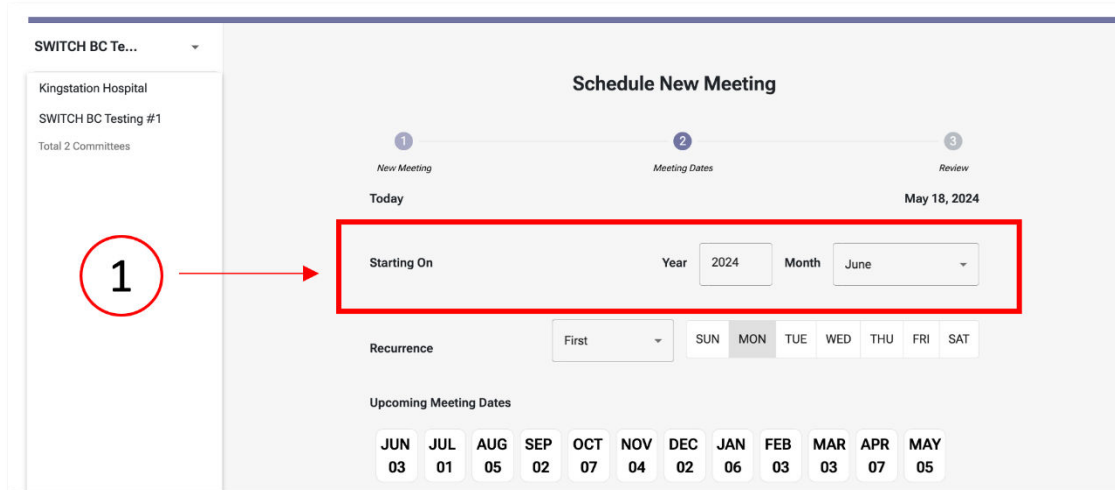 SWITCH BC Te...
Kingstation Hospital
SWITCH BC Testing #1
Total 2 Committees
Schedule New Meeting
1 2 3
New Meeting Meeting Dates Review
Today May 18, 2024
1
Starting On Year 2024 Month June
Recurrence First SUN MON TUE WED THU FRI SAT
Upcoming Meeting Dates
JUN JUL AUG SEP OCT NOV DEC JAN FEB MAR APR MAY
03 01 05 02 07 04 02 06 03 03 07 05